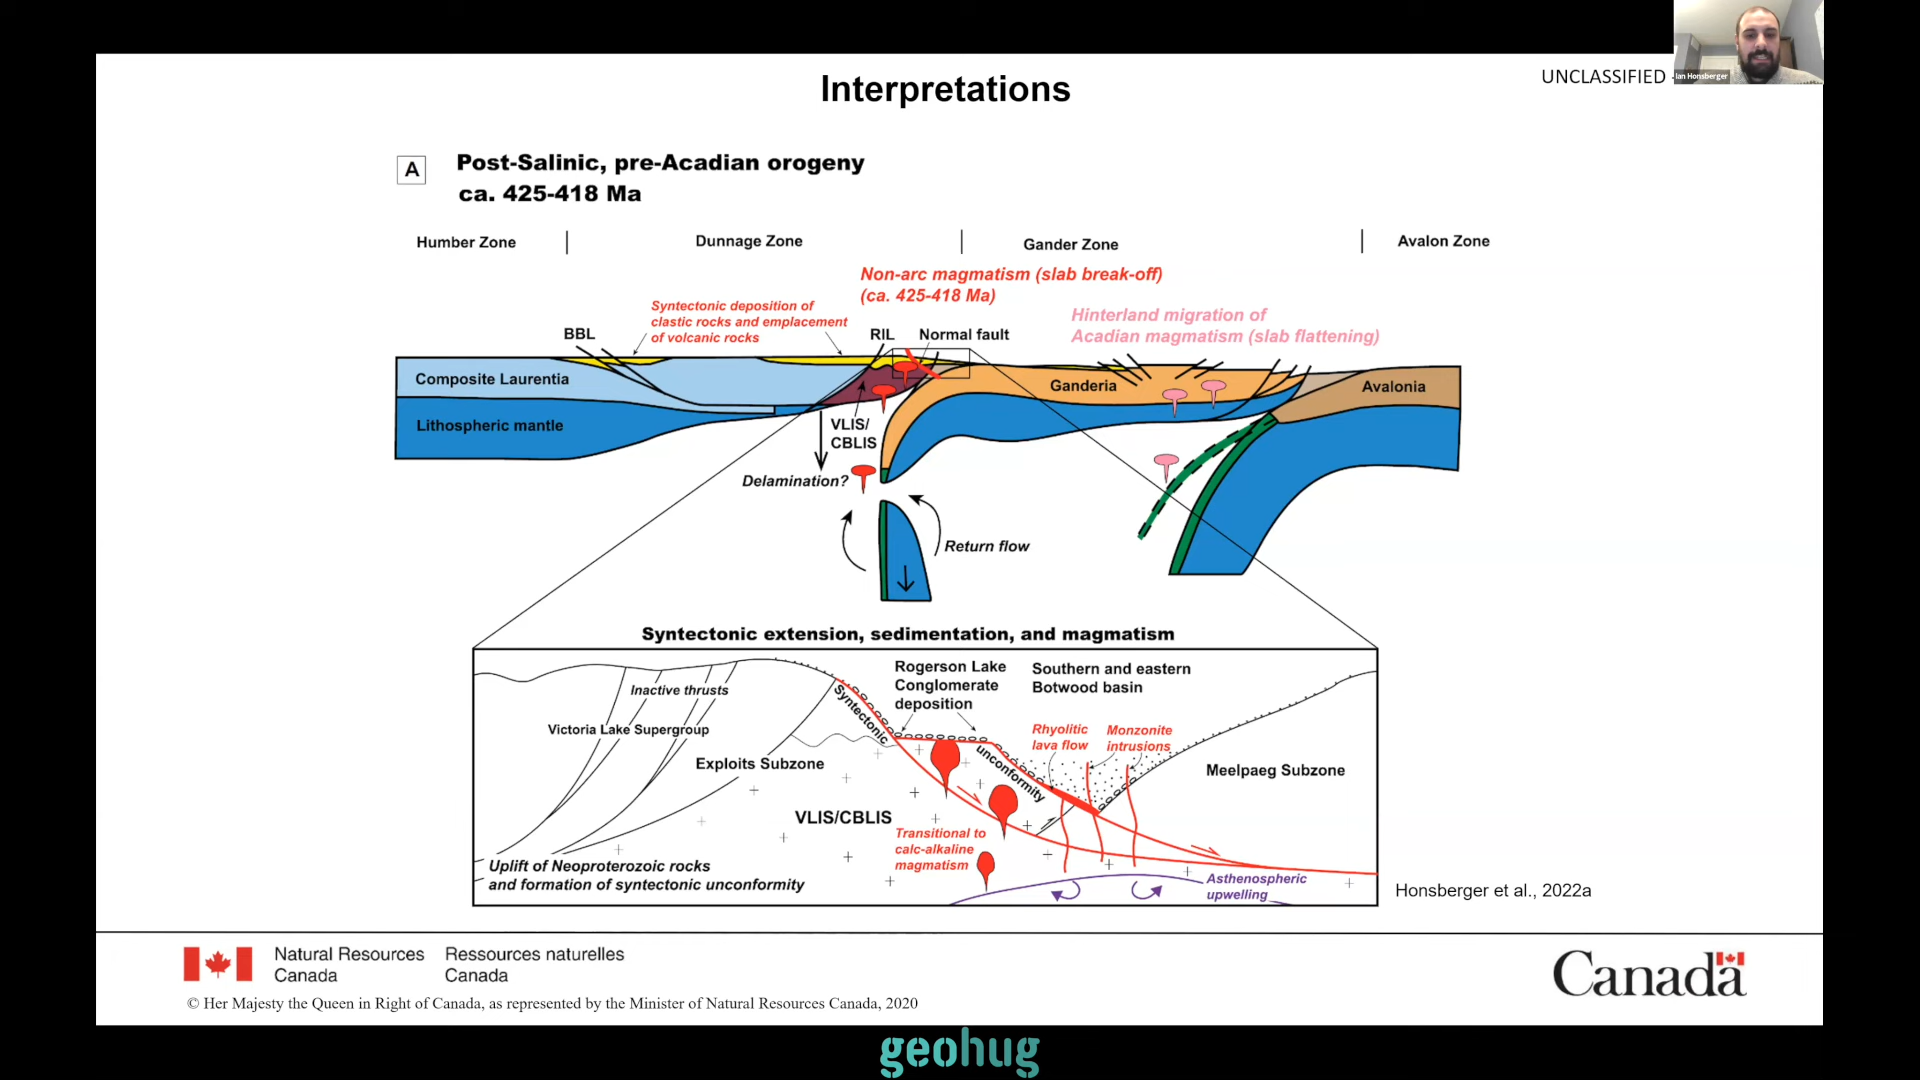 Interpretations
UNCLASSIFIED -
Ian Honsberger
A
Post-Salinic, pre-Acadian orogeny
ca. 425-418 Ma
Humber Zone
Dunnage Zone
Gander Zone
Avalon Zone
Non-arc magmatism (slab break-off)
(ca. 425-418 Ma)
Syntectonic deposition of
clastic rocks and emplacement
of volcanic rocks
Hinterland migration of
Acadian magmatism (slab flattening)
BBL
RIL
Normal fault
Composite Laurentia
Ganderia
Avalonia
Lithospheric mantle
VLIS/
CBLIS
Delamination?
Return flow
Syntectonic extension, sedimentation, and magmatism
Inactive thrusts
Victoria Lake Supergroup
Exploits Subzone
VLIS/CBLIS
Uplift of Neoproterozoic rocks
and formation of syntectonic unconformity
Syntectonic
unconformity
Rogerson Lake
Conglomerate
deposition
Southern and eastern
Botwood basin
Rhyolitic
lava flow
Monzonite
intrusions
Meelpaeg Subzone
Transitional to
calc-alkaline
magmatism
Asthenospheric
upwelling
Honsberger et al., 2022a
Natural Resources
Canada
Ressources naturelles
Canada
Canada
© Her Majesty the Queen in Right of Canada, as represented by the Minister of Natural Resources Canada, 2020
geohug